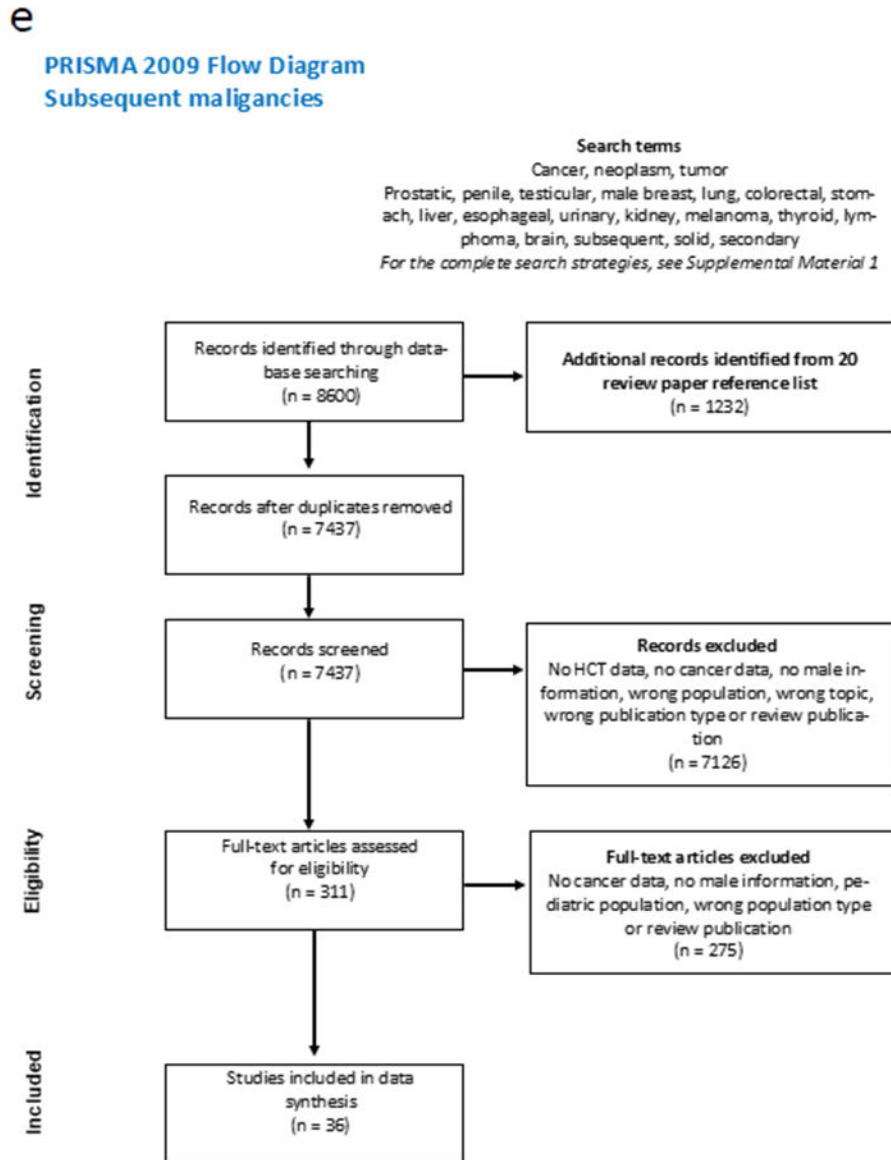 e
PRISMA 2009 Flow Diagram
Subsequent maligancies
Search terms
Cancer, neoplasm, tumor
Prostatic, penile, testicular, male breast, lung, colorectal, stom-
ach, liver, esophageal, urinary, kidney, melanoma, thyroid, lym-
phoma, brain, subsequent, solid, secondary
For the complete search strategies, see Supplemental Material 1
Identification
Records identified through data-
base searching
(n = 8600)
Additional records identified from 20
review paper reference list
(n = 1232)
Records after duplicates removed
(n = 7437)
Screening
Records screened
(n = 7437)
Records excluded
No HCT data, no cancer data, no male in-
formation, wrong population, wrong topic,
wrong publication type or review publica-
tion
(n = 7126)
Eligibility
Full-text articles assessed
for eligibility
(n = 311)
Full-text articles excluded
No cancer data, no male information, pe-
diatric population, wrong population type
or review publication
(n = 275)
Included
Studies included in data
synthesis
(n = 36)